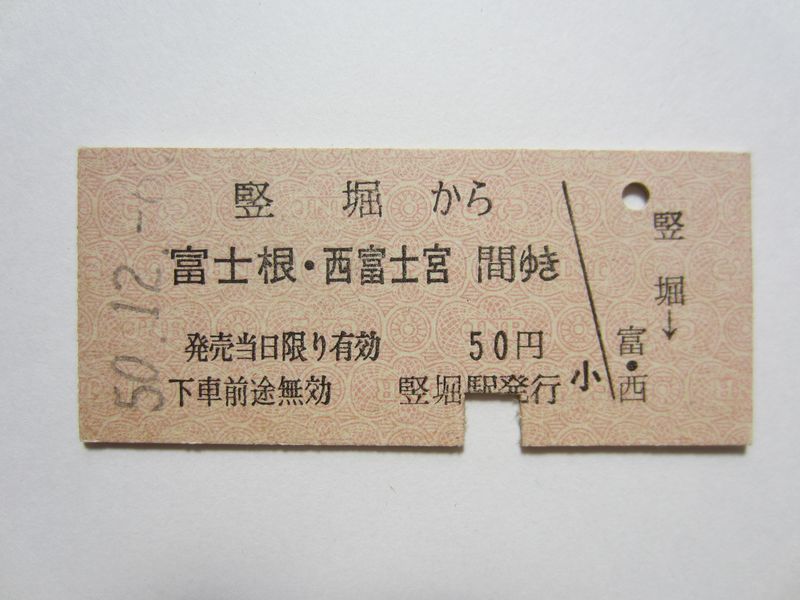 竪堀から
富士根・西富士宮 間ゆき
発売当日限り有効 50円
下車前途無効 竪堀駅発行
小
竪堀→
富・西
50.12.-